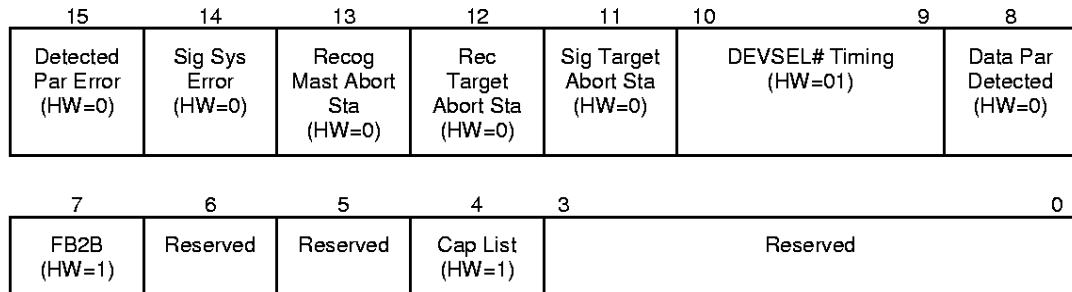 15 14 13 12 11 10 9 8
Detected Par Error (HW=0)
Sig Sys Error (HW=0)
Recog Mast Abort Sta (HW=0)
Rec Target Abort Sta (HW=0)
Sig Target Abort Sta (HW=0)
DEVSEL# Timing (HW=01)
Data Par Detected (HW=0)
7 6 5 4 3 0
FB2B (HW=1)
Reserved
Reserved
Cap List (HW=1)
Reserved